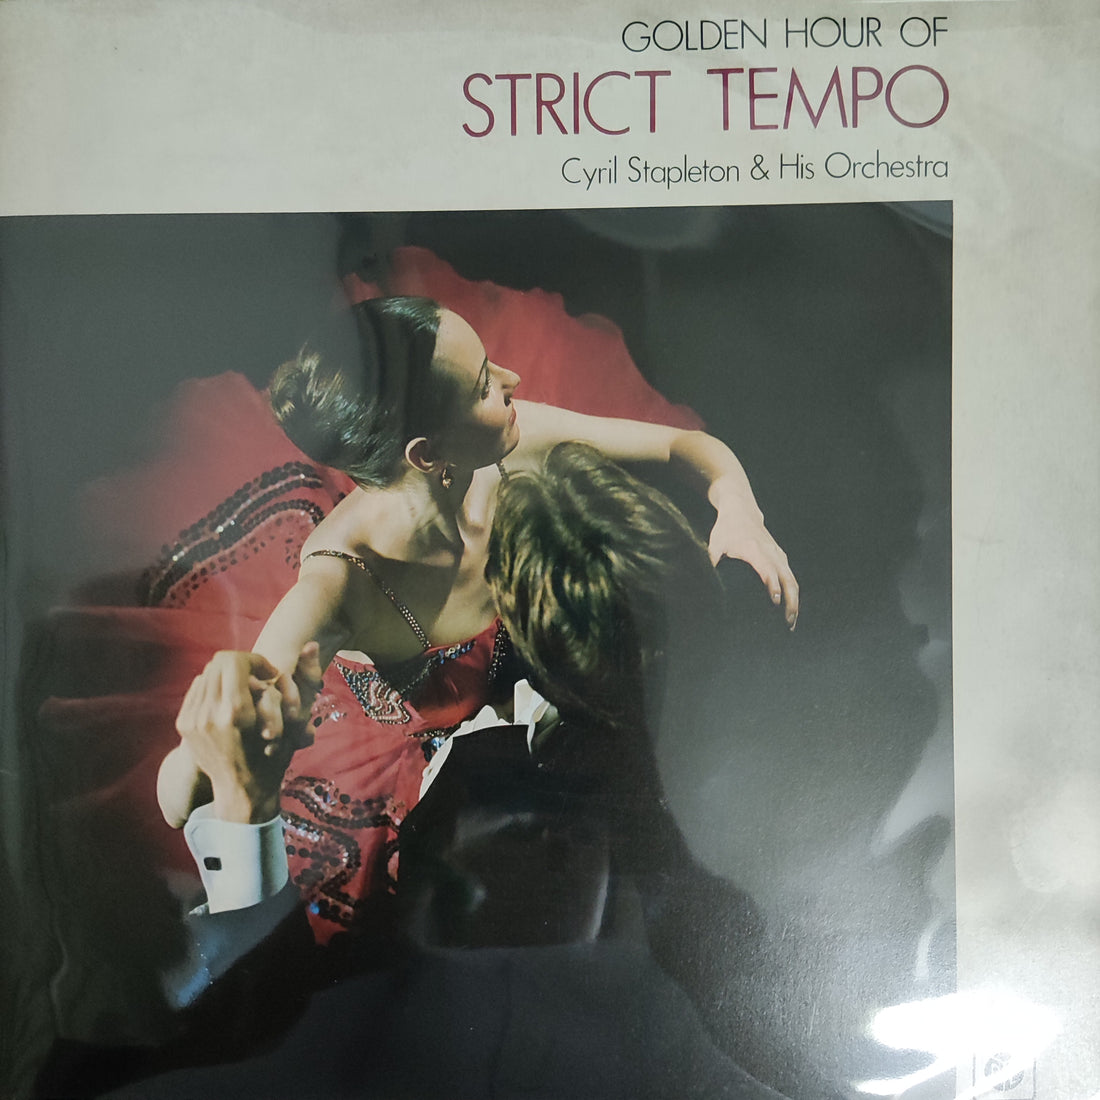 GOLDEN HOUR OF
STRICT TEMPO
Cyril Stapleton & His Orchestra